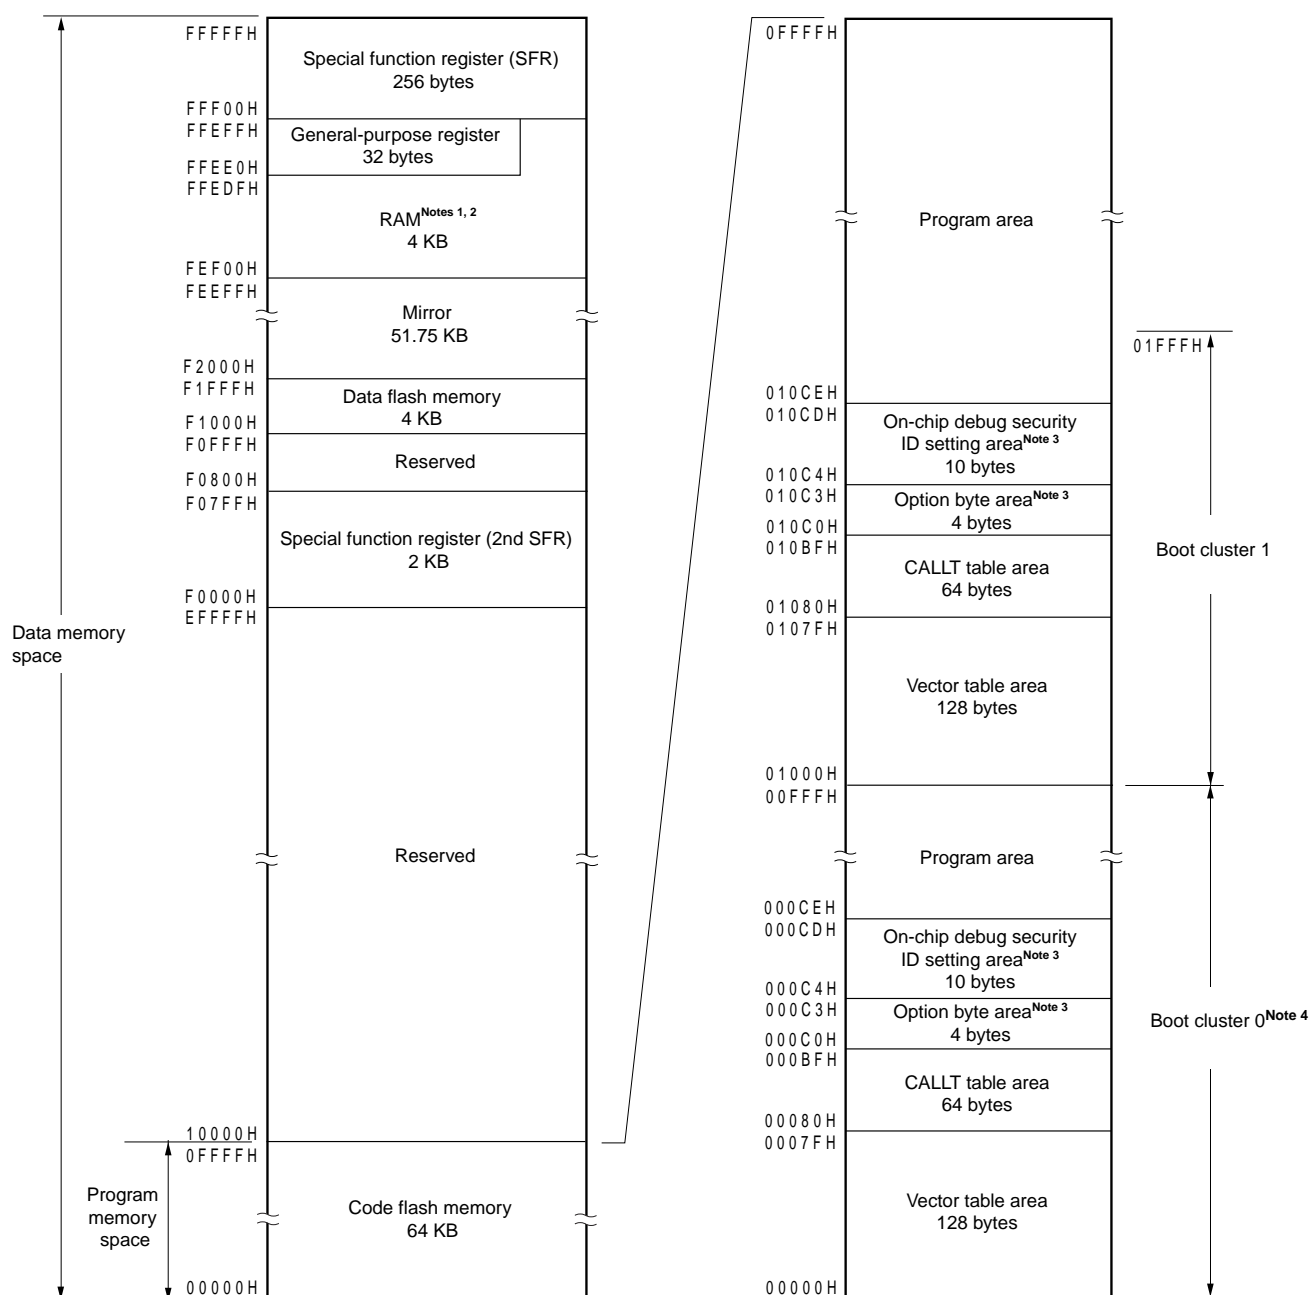 FFFFFH
Special function register (SFR)
256 bytes
FFF00H
FFEFFH
General-purpose register
32 bytes
FFEE0H
FFEDFH
RAMNotes 1, 2
4 KB
FEF00H
FEEFFH
Mirror
51.75 KB
F2000H
F1FFFH
Data flash memory
4 KB
F1000H
F0FFFH
Reserved
F0800H
F07FFH
Special function register (2nd SFR)
2 KB
F0000H
EFFFFH
Data memory
space
Reserved
10000H
0FFFFH
Program
memory
space
Code flash memory
64 KB
00000H
0FFFFH
Program area
01FFFH
010CEH
010CDH
On-chip debug security
ID setting areaNote 3
10 bytes
010C4H
010C3H
Option byte areaNote 3
4 bytes
010C0H
010BFH
Boot cluster 1
CALLT table area
64 bytes
01080H
0107FH
Vector table area
128 bytes
01000H
00FFFH
Program area
000CEH
000CDH
On-chip debug security
ID setting areaNote 3
10 bytes
000C4H
000C3H
Option byte areaNote 3
4 bytes
Boot cluster 0Note 4
000C0H
000BFH
CALLT table area
64 bytes
00080H
0007FH
Vector table area
128 bytes
00000H